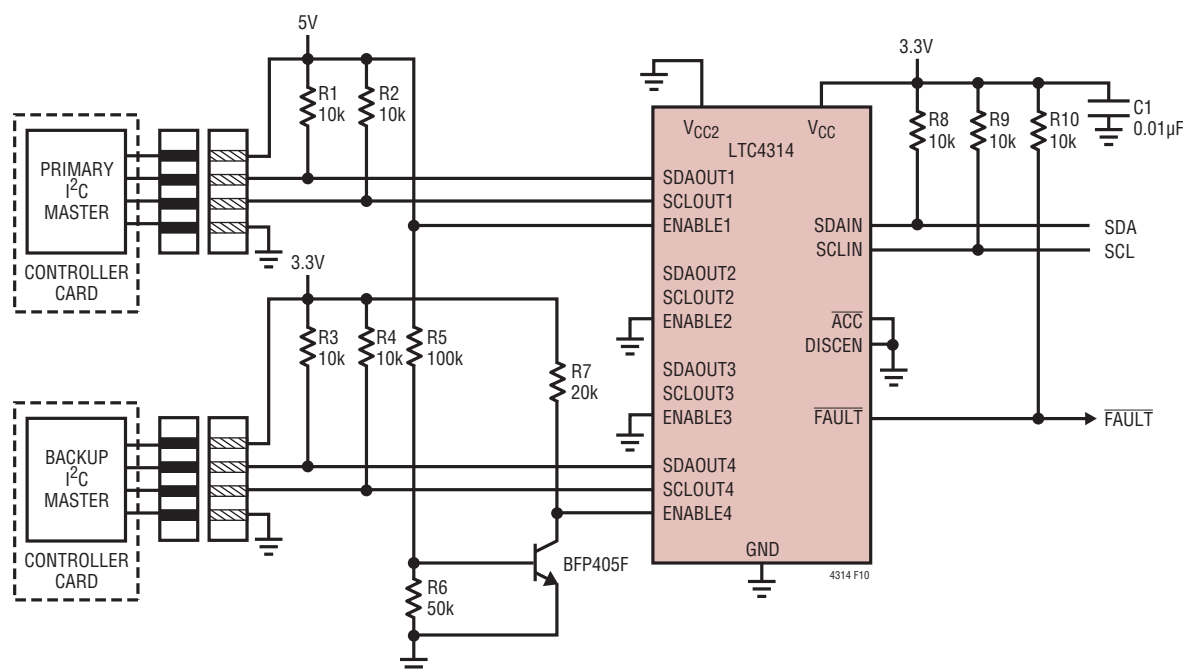 5V
R1
10k
R2
10k
PRIMARY
I²C
MASTER
CONTROLLER
CARD
3.3V
R3
10k
R4
10k
R5
100k
R7
20k
BACKUP
I²C
MASTER
CONTROLLER
CARD
R6
50k
BFP405F
VCC2
VCC
LTC4314
SDAOUT1
SCLOUT1
ENABLE1
SDAOUT2
SCLOUT2
ENABLE2
SDAOUT3
SCLOUT3
ENABLE3
SDAOUT4
SCLOUT4
ENABLE4
GND
SDAIN
SCLIN
ACC
DISCEN
FAULT
4314 F10
3.3V
R8
10k
R9
10k
R10
10k
C1
0.01µF
SDA
SCL
FAULT